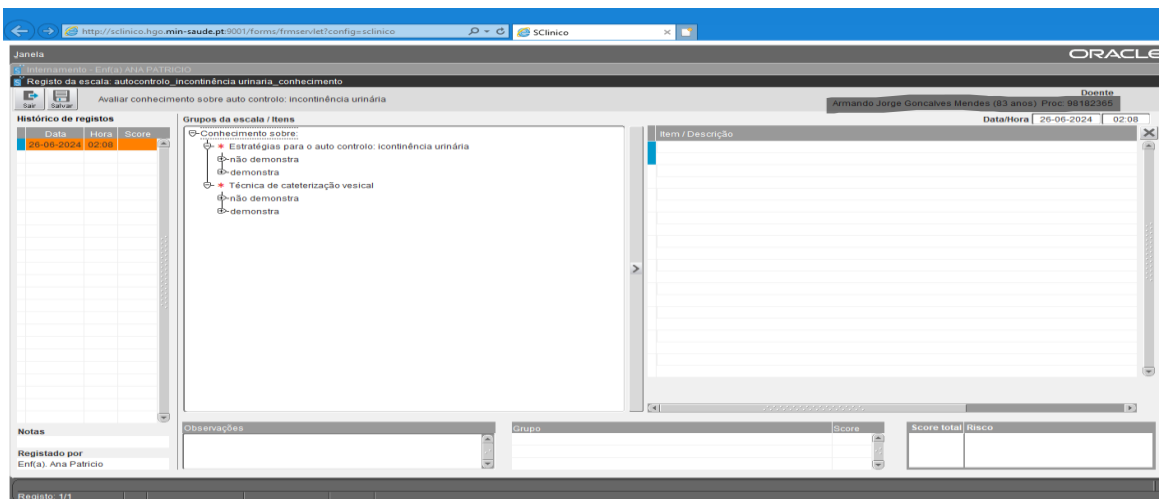 http://sclinico.hgo.min-saude.pt:9001/forms/frmservlet?config=sclinico
SClinico
Janela
ORACLE
Internamento - Enf(a) ANA PATRICIO
Registo da escala: autocontrolo_incontinência urinaria_conhecimento
Sair
Salvar
Avaliar conhecimento sobre auto controlo: incontinência urinária
Doente
Armando Jorge Goncalves Mendes (83 anos) Proc: 98182365
Histórico de registos
Grupos da escala / Itens
Data/Hora 26-06-2024 02:08
Data Hora Score
26-06-2024 02:08
Conhecimento sobre:
* Estratégias para o auto controlo: icontinência urinária
não demonstra
demonstra
* Técnica de cateterização vesical
não demonstra
demonstra
Item / Descrição
>
Notas
Registado por
Enf(a). Ana Patricio
Observações
Grupo Score
Score total Risco
Registo: 1/1